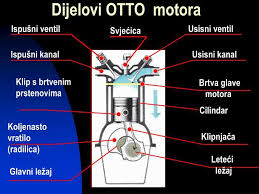 Dijelovi OTTO motora
Ispušni ventil
Svjećica
Usisni ventil
Ispušni kanal
Usisni kanal
Klip s brtvenim
prstenovima
Brtva glave
motora
Cilindar
Koljenasto
vratilo
(radilica)
Klipnjača
Glavni ležaj
Leteći
ležaj